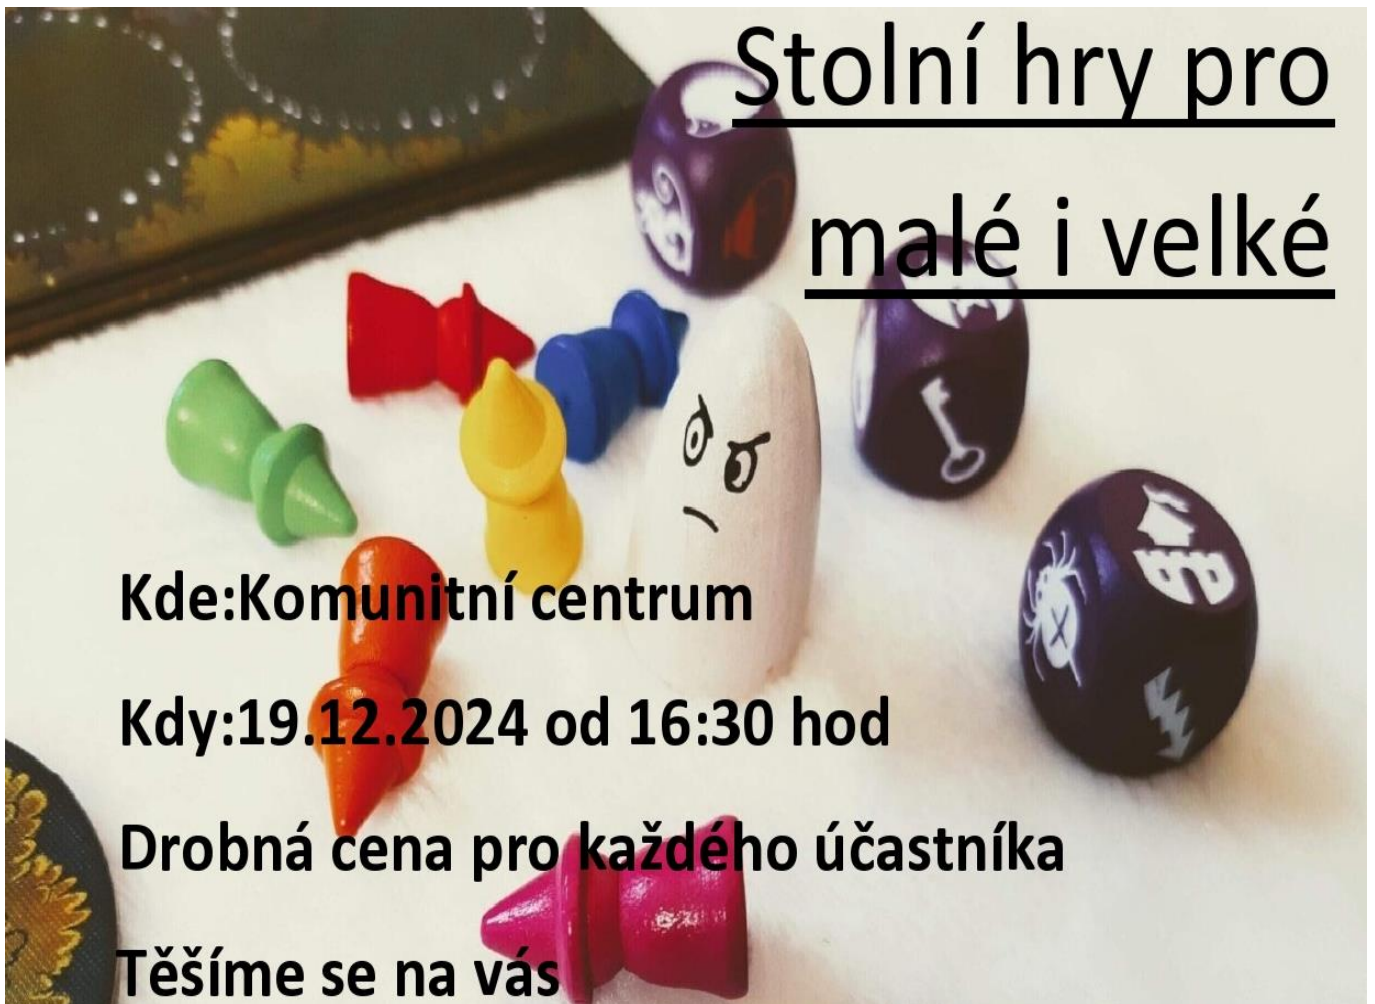 Stolní hry pro
malé i velké
Kde:Komunitní centrum
Kdy:19.12.2024 od 16:30 hod
Drobná cena pro každého účastníka
Těšíme se na vás